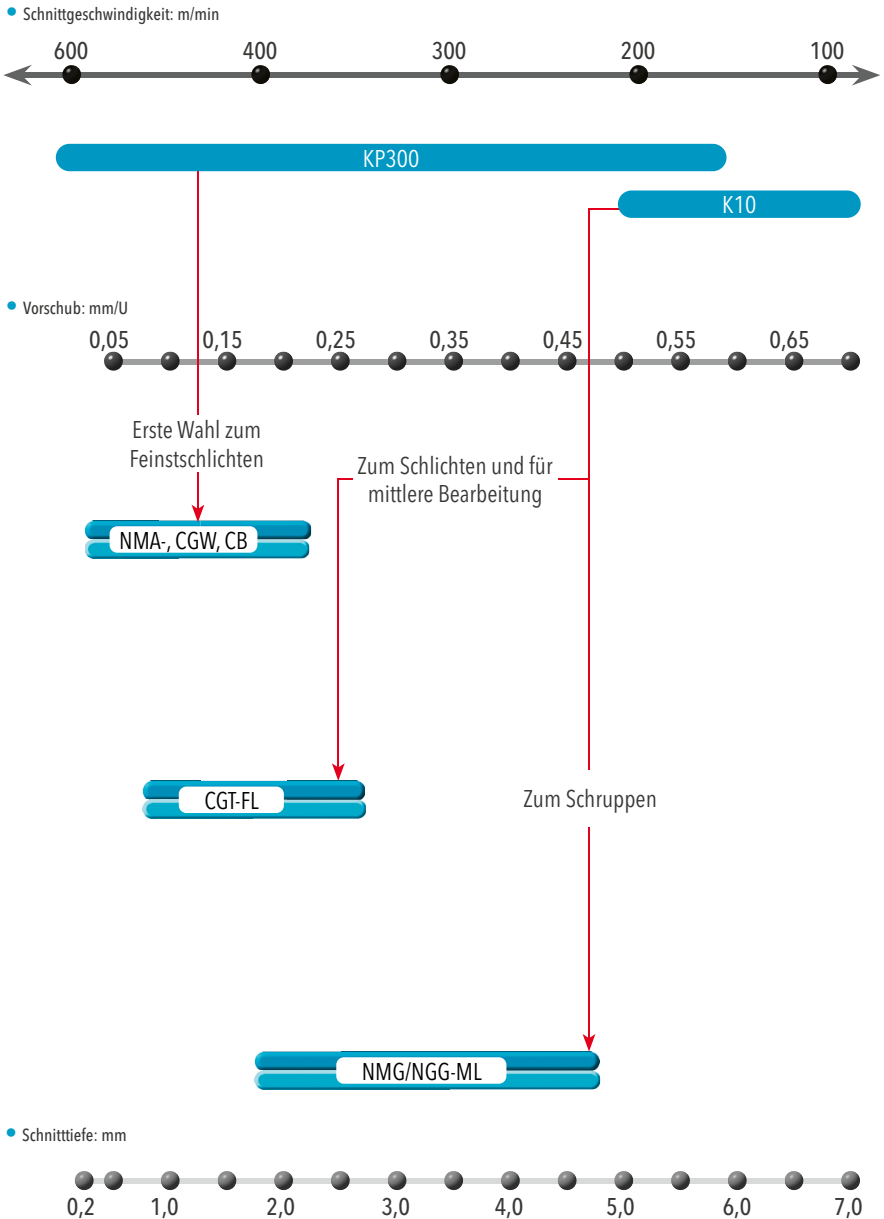 • Schnittgeschwindigkeit: m/min
600 400 300 200 100
KP300
K10
• Vorschub: mm/U
0,05 0,15 0,25 0,35 0,45 0,55 0,65
Erste Wahl zum
Feinstschlichten
Zum Schlichten und für
mittlere Bearbeitung
NMA-, CGW, CB
CGT-FL
Zum Schruppen
NMG/NGG-ML
• Schnitttiefe: mm
0,2 1,0 2,0 3,0 4,0 5,0 6,0 7,0